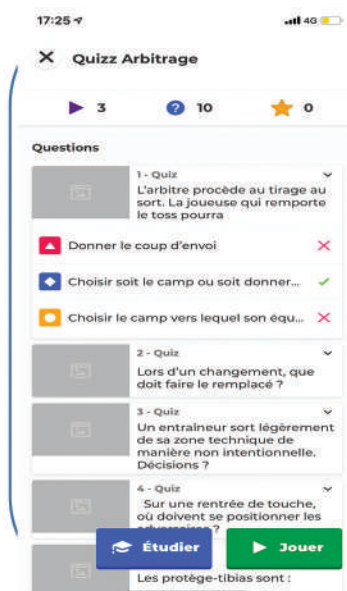 17:25
4G
Quizz Arbitrage
3
10
0
Questions
1 - Quiz
L'arbitre procède au tirage au
sort. La joueuse qui remporte
le toss pourra
Donner le coup d'envoi
Choisir soit le camp ou soit donner...
Choisir le camp vers lequel son équ...
2 - Quiz
Lors d'un changement, que
doit faire le remplacé ?
3 - Quiz
Un entraineur sort légèrement
de sa zone technique de
manière non intentionnelle.
Décisions ?
4 - Quiz
Sur une rentrée de touche,
où doivent se positionner les
?
Étudier
Jouer
Les protège-tibias sont :